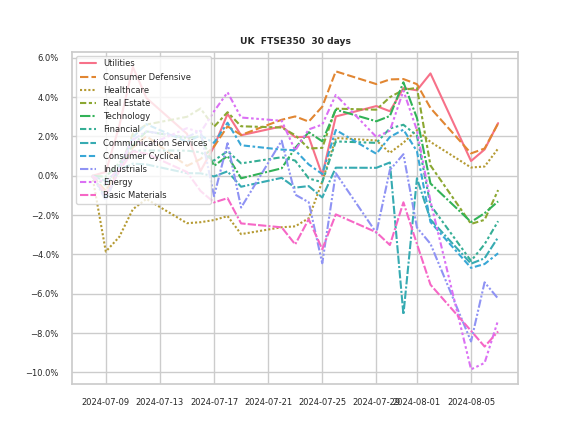 UK FTSE350 30 days
6.0%
4.0%
2.0%
0.0%
−2.0%
−4.0%
−6.0%
−8.0%
−10.0%
Utilities
Consumer Defensive
Healthcare
Real Estate
Technology
Financial
Communication Services
Consumer Cyclical
Industrials
Energy
Basic Materials
2024-07-09 2024-07-13 2024-07-17 2024-07-21 2024-07-25 2024-07-29 2024-08-01 2024-08-05